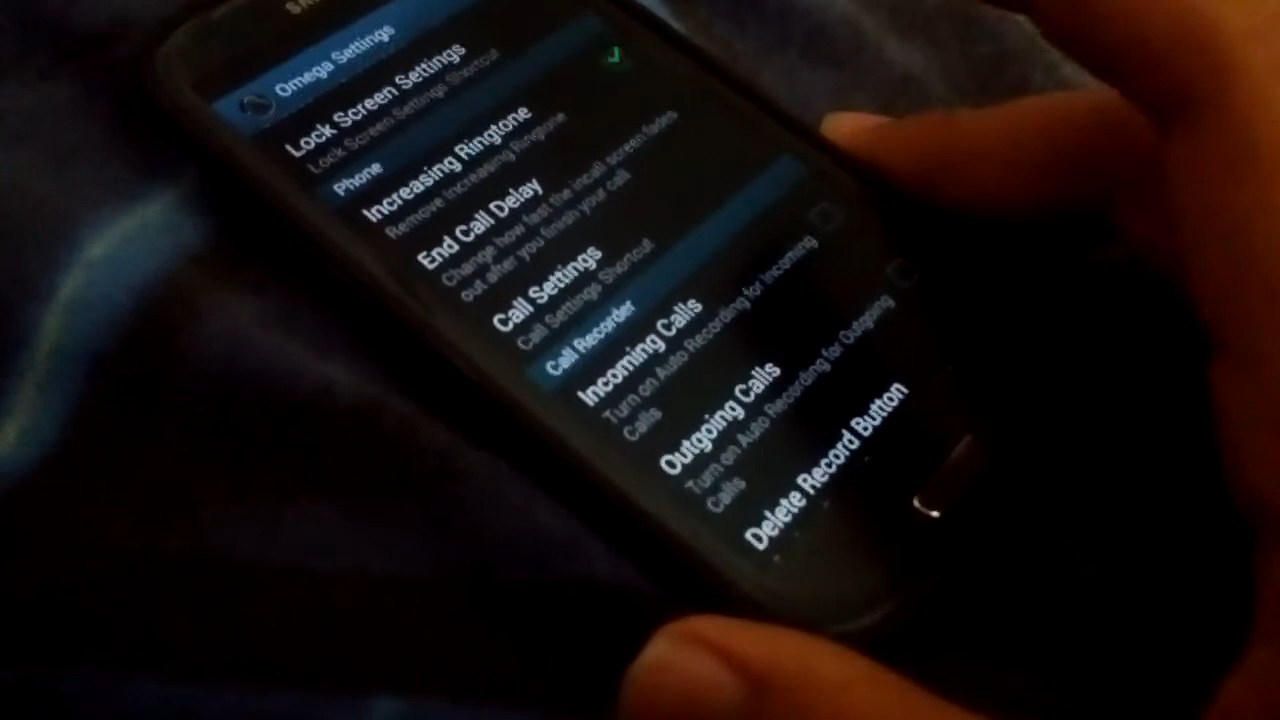 Omega Settings
Lock Screen Settings
Lock Screen Settings Shortcut
Phone
Increasing Ringtone
Remove Increasing Ringtone
End Call Delay
Change how fast the incall screen fades
out after you finish your call
Call Settings
Call Settings Shortcut
Call Recorder
Incoming Calls
Turn on Auto Recording for Incoming
Calls
Outgoing Calls
Turn on Auto Recording for Outgoing
Calls
Delete Record Button